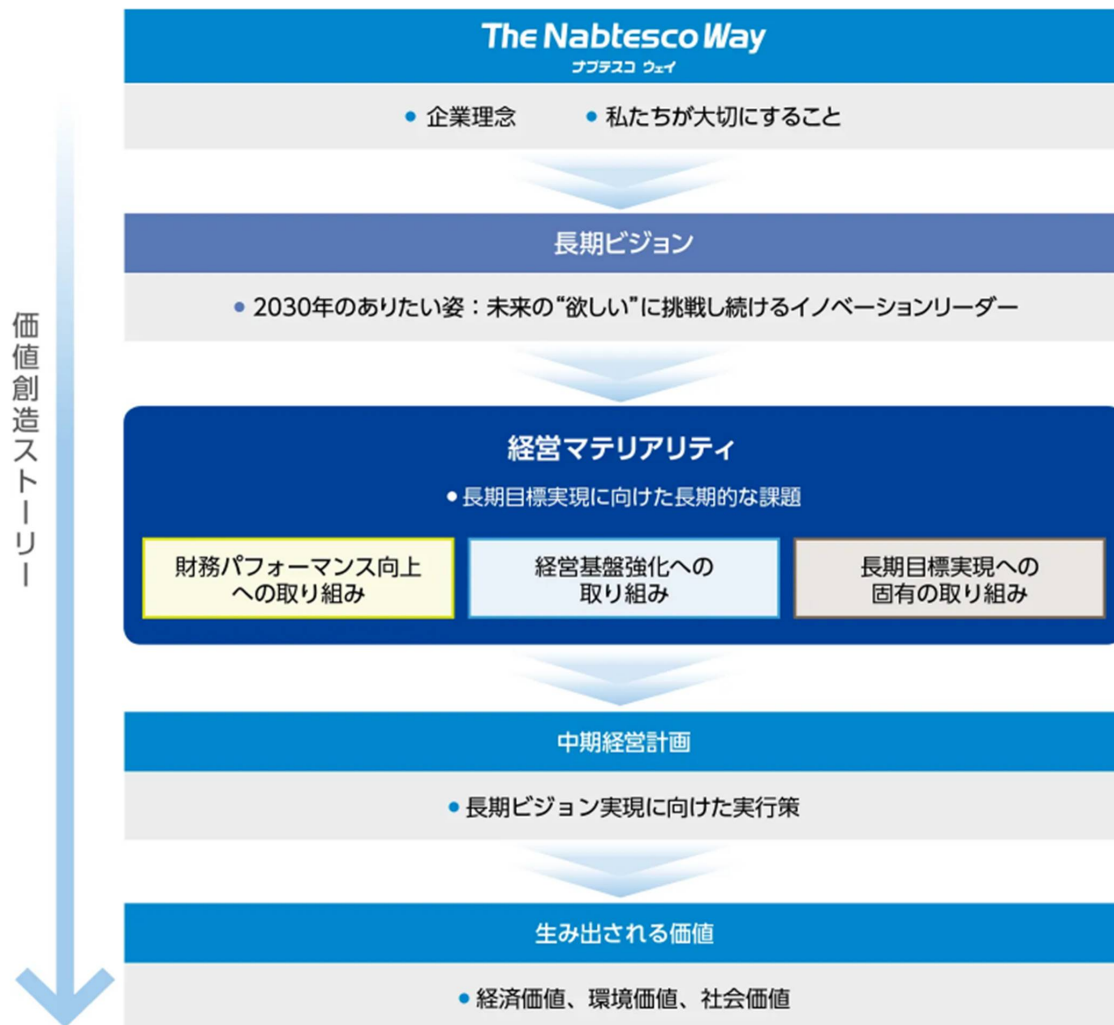 The Nabtesco Way
ナブテスコ ウェイ
• 企業理念 • 私たちが大切にすること
長期ビジョン
• 2030年のありたい姿：未来の“欲しい”に挑戦し続けるイノベーションリーダー
価値創造ストーリー
経営マテリアリティ
• 長期目標実現に向けた長期的な課題
財務パフォーマンス向上
への取り組み
経営基盤強化への
取り組み
長期目標実現への
固有の取り組み
中期経営計画
• 長期ビジョン実現に向けた実行策
生み出される価値
• 経済価値、環境価値、社会価値